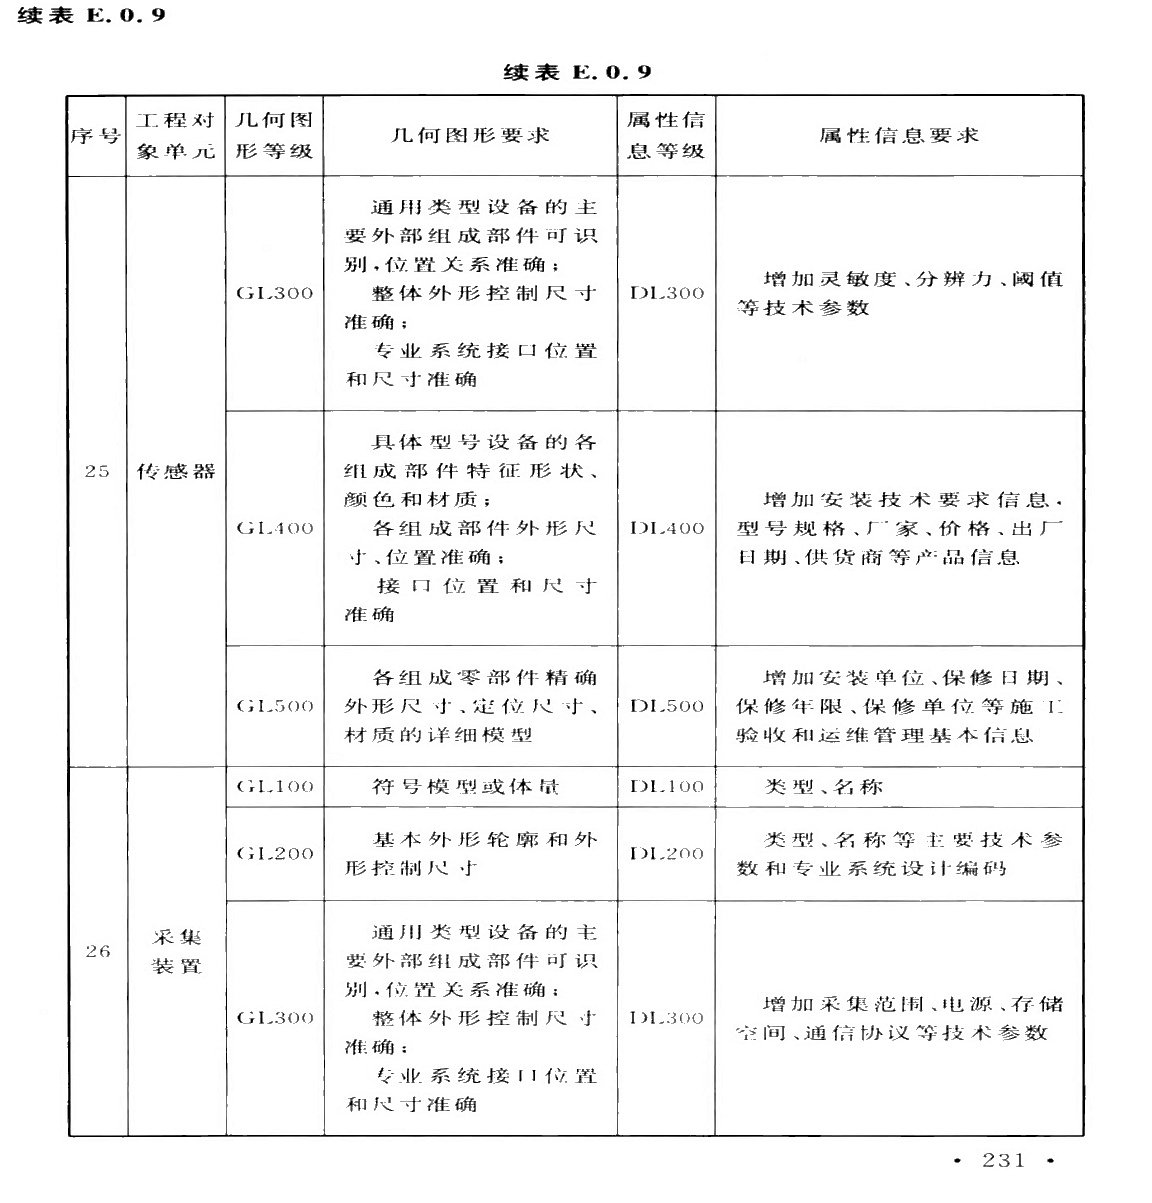 续表 E.0.9
续表 E.0.9
序号
工程对
象单元
几何图
形等级
几何图形要求
属性信
息等级
属性信息要求
25
传感器
GL300
通用类型设备的主
要外部组成部件可识
别,位置关系准确;
整体外形控制尺寸
准确;
专业系统接口位置
和尺寸准确
DL300
增加灵敏度、分辨力、阈值
等技术参数
GL400
具体型号设备的各
组成部件特征形状、
颜色和材质;
各组成部件外形尺
寸、位置准确;
接口位置和尺寸
准确
DL400
增加安装技术要求信息,
型号规格、厂家、价格、出厂
日期、供货商等产品信息
GL500
各组成零部件精确
外形尺寸、定位尺寸、
材质的详细模型
DL500
增加安装单位、保修日期、
保修年限、保修单位等施工
验收和运维管理基本信息
26
采集
装置
GL100
符号模型或体量
DL100
类型、名称
GL200
基本外形轮廓和外
形控制尺寸
DL200
类型、名称等主要技术参
数和专业系统设计编码
GL300
通用类型设备的主
要外部组成部件可识
别,位置关系准确;
整体外形控制尺寸
准确;
专业系统接口位置
和尺寸准确
DL300
增加采集范围、电源、存储
空间、通信协议等技术参数
· 231 ·